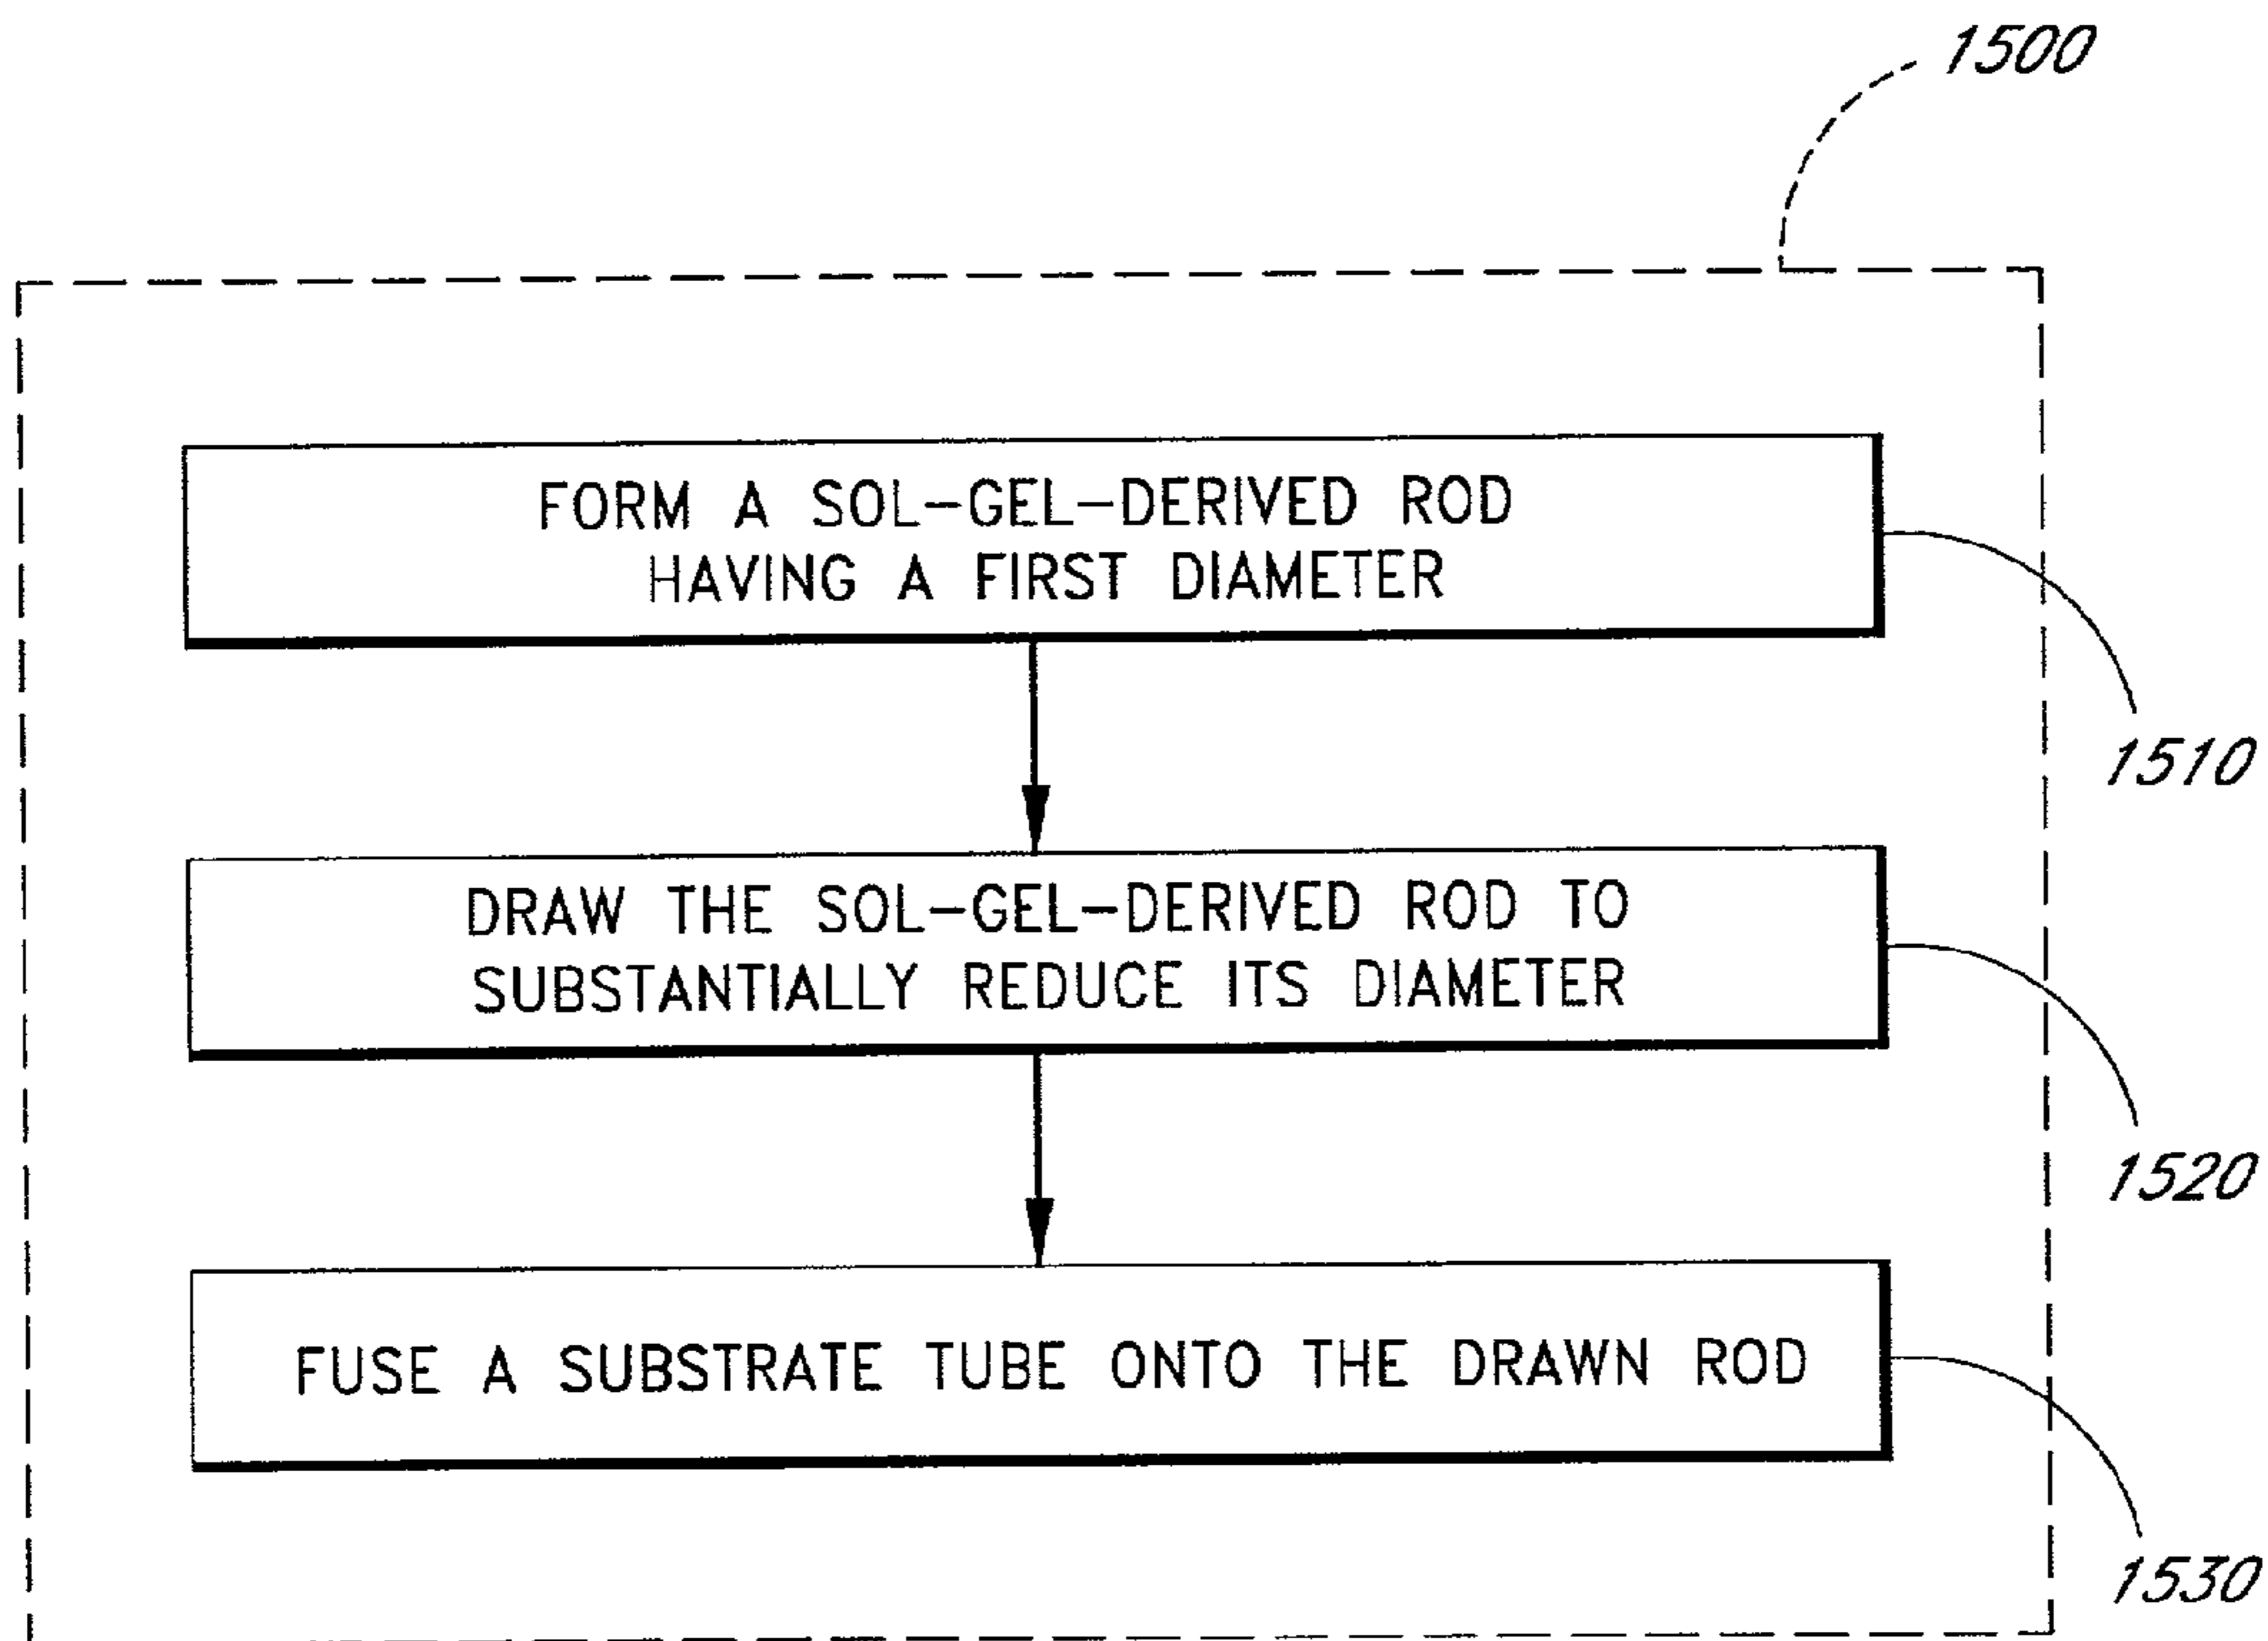 1500
FORM A SOL-GEL-DERIVED ROD
HAVING A FIRST DIAMETER
1510
DRAW THE SOL-GEL-DERIVED ROD TO
SUBSTANTIALLY REDUCE ITS DIAMETER
1520
FUSE A SUBSTRATE TUBE ONTO THE DRAWN ROD
1530